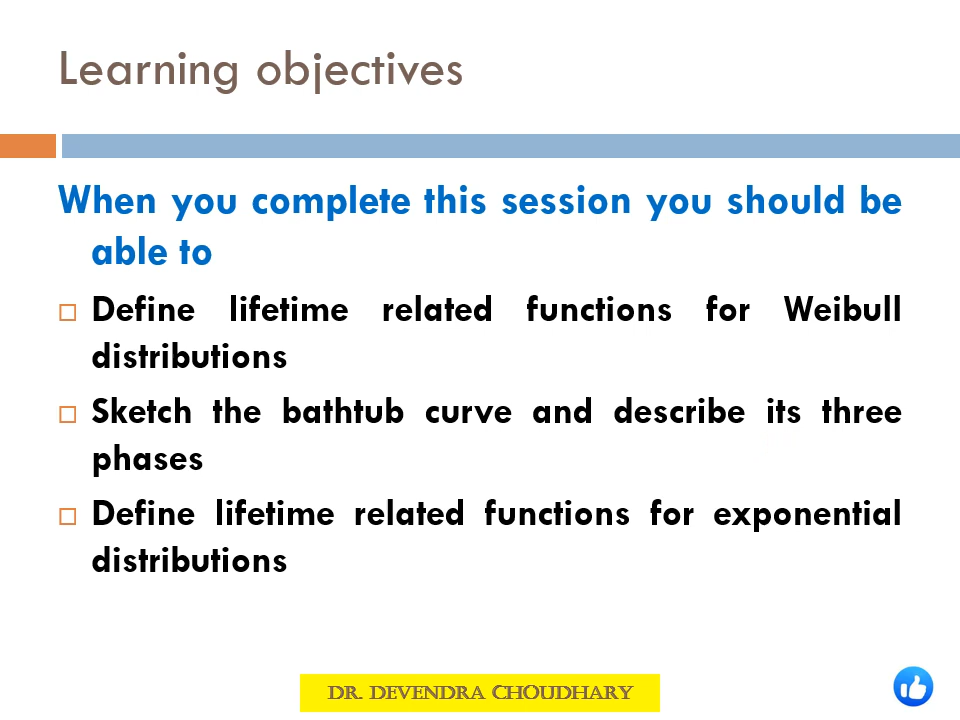 Learning objectives
When you complete this session you should be
able to
Define lifetime related functions for Weibull
distributions
Sketch the bathtub curve and describe its three
phases
Define lifetime related functions for exponential
distributions
DR. DEVENDRA CHOUDHARY